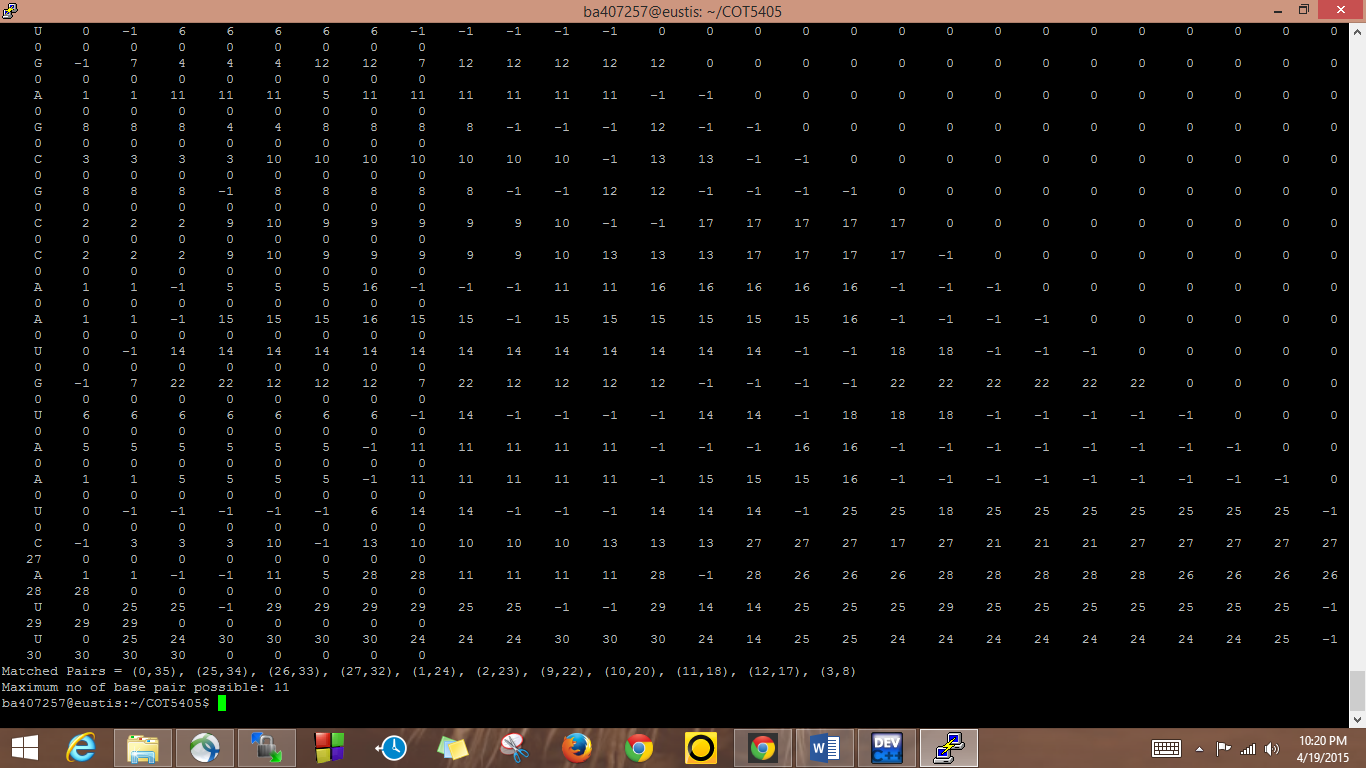 ba407257@eustis: ~/COT5405
U 0 -1 6 6 6 6 6 -1 -1 -1 -1 -1 0 0 0 0 0 0 0 0 0 0 0 0 0 0 0
0 0 0 0 0 0 0 0 0
G -1 7 4 4 4 12 12 7 12 12 12 12 12 0 0 0 0 0 0 0 0 0 0 0 0 0 0
0 0 0 0 0 0 0 0 0
A 1 1 11 11 11 5 11 11 11 11 11 11 -1 -1 0 0 0 0 0 0 0 0 0 0 0 0 0
0 0 0 0 0 0 0 0 0
G 8 8 8 4 4 8 8 8 8 -1 -1 -1 12 -1 -1 0 0 0 0 0 0 0 0 0 0 0 0
0 0 0 0 0 0 0 0 0
C 3 3 3 3 10 10 10 10 10 10 10 -1 13 13 -1 -1 0 0 0 0 0 0 0 0 0 0 0
0 0 0 0 0 0 0 0 0
G 8 8 8 -1 8 8 8 8 8 -1 -1 12 12 -1 -1 -1 -1 0 0 0 0 0 0 0 0 0 0
0 0 0 0 0 0 0 0 0
C 2 2 2 9 10 9 9 9 9 9 10 -1 -1 17 17 17 17 17 0 0 0 0 0 0 0 0 0
0 0 0 0 0 0 0 0 0
C 2 2 2 9 10 9 9 9 9 9 10 13 13 13 17 17 17 17 -1 0 0 0 0 0 0 0 0
0 0 0 0 0 0 0 0 0
A 1 1 -1 5 5 5 16 -1 -1 -1 11 11 16 16 16 16 16 -1 -1 -1 0 0 0 0 0 0 0
0 0 0 0 0 0 0 0 0
A 1 1 -1 15 15 15 16 15 15 -1 15 15 15 15 15 15 16 -1 -1 -1 -1 0 0 0 0 0 0
0 0 0 0 0 0 0 0 0
U 0 -1 14 14 14 14 14 14 14 14 14 14 14 14 14 -1 -1 18 18 -1 -1 -1 0 0 0 0 0
0 0 0 0 0 0 0 0 0
G -1 7 22 22 12 12 12 7 22 12 12 12 12 -1 -1 -1 -1 22 22 22 22 22 22 0 0 0 0
0 0 0 0 0 0 0 0 0
U 6 6 6 6 6 6 6 -1 14 -1 -1 -1 -1 14 14 -1 18 18 18 -1 -1 -1 -1 -1 0 0 0
0 0 0 0 0 0 0 0 0
A 5 5 5 5 5 5 -1 11 11 11 11 11 -1 -1 -1 16 16 -1 -1 -1 -1 -1 -1 -1 -1 0 0
0 0 0 0 0 0 0 0 0
A 1 1 5 5 5 5 -1 11 11 11 11 11 -1 15 15 15 16 -1 -1 -1 -1 -1 -1 -1 -1 -1 0
0 0 0 0 0 0 0 0 0
U 0 -1 -1 -1 -1 -1 6 14 14 -1 -1 -1 14 14 14 -1 25 25 18 25 25 25 25 25 25 25 -1
0 0 0 0 0 0 0 0 0
C -1 3 3 3 10 -1 13 10 10 10 10 13 13 13 27 27 27 17 27 21 21 21 27 27 27 27 27
27 0 0 0 0 0 0 0 0
A 1 1 -1 -1 11 5 28 28 11 11 11 11 28 -1 28 26 26 26 28 28 28 28 28 26 26 26 26
28 28 0 0 0 0 0 0 0
U 0 25 25 -1 29 29 29 29 25 25 -1 -1 29 14 14 25 25 25 29 25 25 25 25 25 25 25 -1
29 29 29 0 0 0 0 0 0
U 0 25 24 30 30 30 30 24 24 24 30 30 30 24 14 25 25 24 24 24 24 24 24 24 24 25 -1
30 30 30 30 0 0 0 0 0
Matched Pairs = (0,35), (25,34), (26,33), (27,32), (1,24), (2,23), (9,22), (10,20), (11,18), (12,17), (3,8)
Maximum no of base pair possible: 11
ba407257@eustis:~/COT5405$
DEV
C++
10:20 PM
4/19/2015